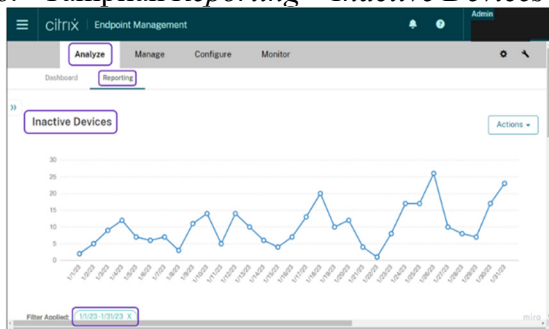 Tampilan Reporting – Inactive Devices
citrix | Endpoint Management
Admin
Analyze Manage Configure Monitor
Dashboard Reporting
Inactive Devices
Actions
30
25
20
15
10
5
0
1/1/23 1/2/23 1/3/23 1/4/23 1/5/23 1/6/23 1/7/23 1/8/23 1/9/23 1/10/23 1/11/23 1/12/23 1/13/23 1/14/23 1/15/23 1/16/23 1/17/23 1/18/23 1/19/23 1/20/23 1/21/23 1/22/23 1/23/23 1/24/23 1/25/23 1/26/23 1/27/23 1/28/23 1/29/23 1/30/23 1/31/23
Filter Applied: 1/1/23-1/31/23 X
miro